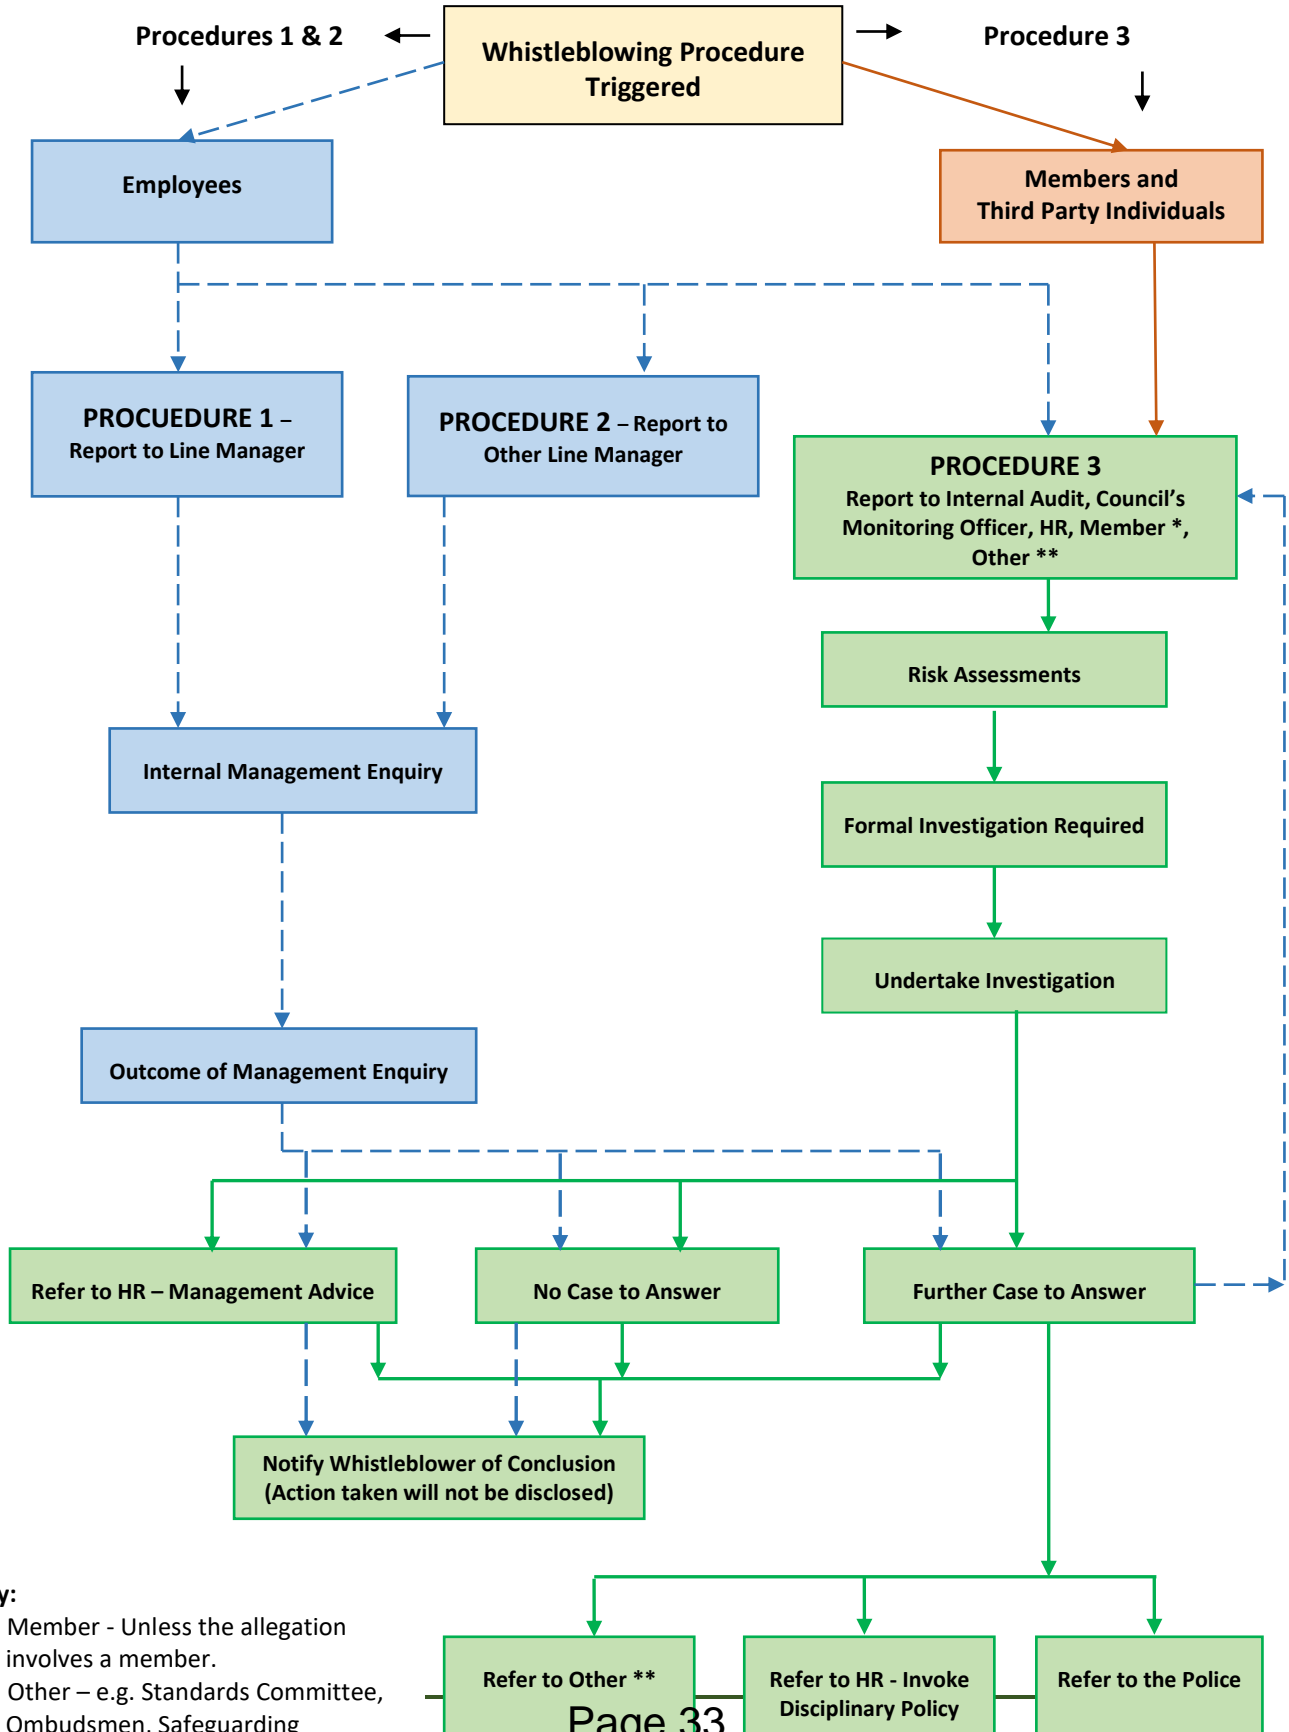 Procedures 1 & 2
Whistleblowing Procedure
Triggered
Procedure 3
Employees
Members and
Third Party Individuals
PROCUEDURE 1 –
Report to Line Manager
PROCEDURE 2 – Report to
Other Line Manager
PROCEDURE 3
Report to Internal Audit, Council’s
Monitoring Officer, HR, Member *,
Other **
Risk Assessments
Internal Management Enquiry
Formal Investigation Required
Undertake Investigation
Outcome of Management Enquiry
Refer to HR – Management Advice
No Case to Answer
Further Case to Answer
Notify Whistleblower of Conclusion
(Action taken will not be disclosed)
y:
Member - Unless the allegation
involves a member.
Other – e.g. Standards Committee,
Ombudsmen, Safeguarding
Refer to Other **
Refer to HR - Invoke
Disciplinary Policy
Refer to the Police
Page 33